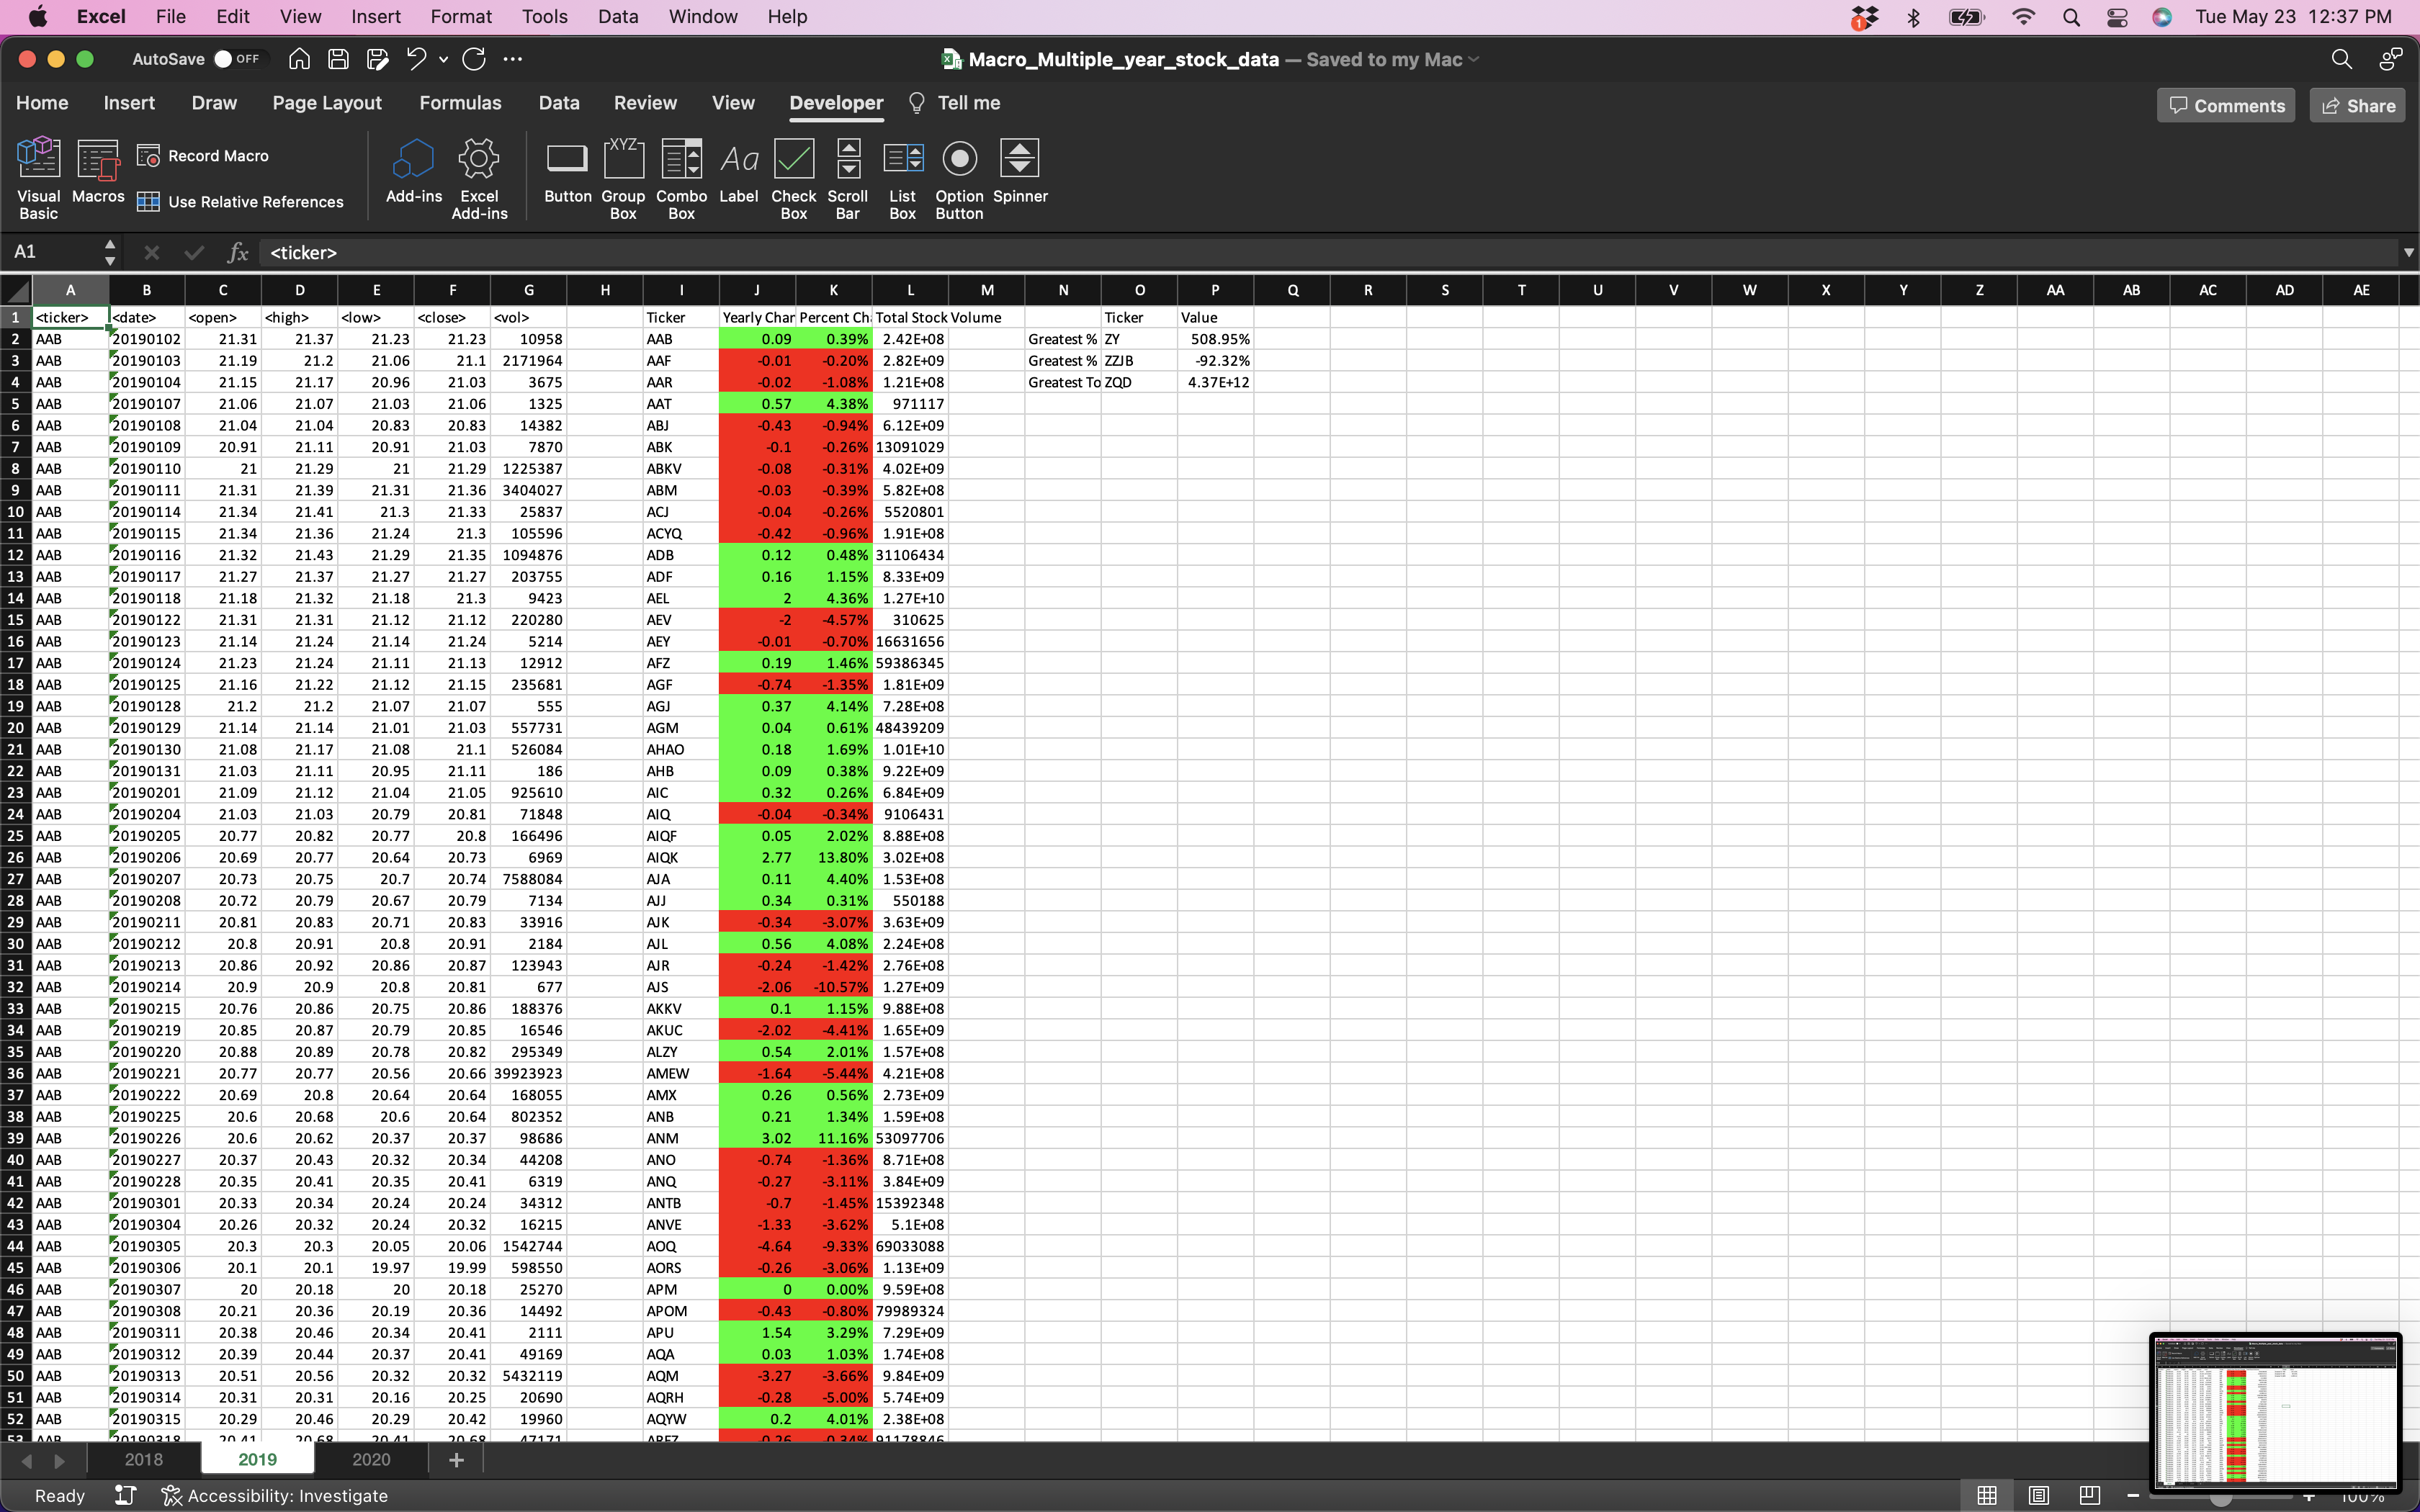 Excel File Edit View Insert Format Tools Data Window Help 1 Tue May 23 12:37 PM
AutoSave OFF Macro_Multiple_year_stock_data — Saved to my Mac
Home Insert Draw Page Layout Formulas Data Review View Developer Tell me Comments Share
Visual Basic Macros Record Macro Use Relative References Add-ins Excel Add-ins Button Group Box Combo Box Label Check Box Scroll Bar List Box Option Button Spinner
A1 fx <ticker>
A B C D E F G H I J K L M N O P Q R S T U V W X Y Z AA AB AC AD AE
1 <ticker> <date> <open> <high> <low> <close> <vol> Ticker Yearly Char Percent Ch Total Stock Volume Ticker Value
2 AAB 20190102 21.31 21.37 21.23 21.23 10958 AAB 0.09 0.39% 2.42E+08 Greatest % ZY 508.95%
3 AAB 20190103 21.19 21.2 21.06 21.1 2171964 AAF -0.01 -0.20% 2.82E+09 Greatest % ZZJB -92.32%
4 AAB 20190104 21.15 21.17 20.96 21.03 3675 AAR -0.02 -1.08% 1.21E+08 Greatest To ZQD 4.37E+12
5 AAB 20190107 21.06 21.07 21.03 21.06 1325 AAT 0.57 4.38% 971117
6 AAB 20190108 21.04 21.04 20.83 20.83 14382 ABJ -0.43 -0.94% 6.12E+09
7 AAB 20190109 20.91 21.11 20.91 21.03 7870 ABK -0.1 -0.26% 13091029
8 AAB 20190110 21 21.29 21 21.29 1225387 ABKV -0.08 -0.31% 4.02E+09
9 AAB 20190111 21.31 21.39 21.31 21.36 3404027 ABM -0.03 -0.39% 5.82E+08
10 AAB 20190114 21.34 21.41 21.3 21.33 25837 ACJ -0.04 -0.26% 5520801
11 AAB 20190115 21.34 21.36 21.24 21.3 105596 ACYQ -0.42 -0.96% 1.91E+08
12 AAB 20190116 21.32 21.43 21.29 21.35 1094876 ADB 0.12 0.48% 31106434
13 AAB 20190117 21.27 21.37 21.27 21.27 203755 ADF 0.16 1.15% 8.33E+09
14 AAB 20190118 21.18 21.32 21.18 21.3 9423 AEL 2 4.36% 1.27E+10
15 AAB 20190122 21.31 21.31 21.12 21.12 220280 AEV -2 -4.57% 310625
16 AAB 20190123 21.14 21.24 21.14 21.24 5214 AEY -0.01 -0.70% 16631656
17 AAB 20190124 21.23 21.24 21.11 21.13 12912 AFZ 0.19 1.46% 59386345
18 AAB 20190125 21.16 21.22 21.12 21.15 235681 AGF -0.74 -1.35% 1.81E+09
19 AAB 20190128 21.2 21.2 21.07 21.07 555 AGJ 0.37 4.14% 7.28E+08
20 AAB 20190129 21.14 21.14 21.01 21.03 557731 AGM 0.04 0.61% 48439209
21 AAB 20190130 21.08 21.17 21.08 21.1 526084 AHAO 0.18 1.69% 1.01E+10
22 AAB 20190131 21.03 21.11 20.95 21.11 186 AHB 0.09 0.38% 9.22E+09
23 AAB 20190201 21.09 21.12 21.04 21.05 925610 AIC 0.32 0.26% 6.84E+09
24 AAB 20190204 21.03 21.03 20.79 20.81 71848 AIQ -0.04 -0.34% 9106431
25 AAB 20190205 20.77 20.82 20.77 20.8 166496 AIQF 0.05 2.02% 8.88E+08
26 AAB 20190206 20.69 20.77 20.64 20.73 6969 AIQK 2.77 13.80% 3.02E+08
27 AAB 20190207 20.73 20.75 20.7 20.74 7588084 AJA 0.11 4.40% 1.53E+08
28 AAB 20190208 20.72 20.79 20.67 20.79 7134 AJJ 0.34 0.31% 550188
29 AAB 20190211 20.81 20.83 20.71 20.83 33916 AJK -0.34 -3.07% 3.63E+09
30 AAB 20190212 20.8 20.91 20.8 20.91 2184 AJL 0.56 4.08% 2.24E+08
31 AAB 20190213 20.86 20.92 20.86 20.87 123943 AJR -0.24 -1.42% 2.76E+08
32 AAB 20190214 20.9 20.9 20.8 20.81 677 AJS -2.06 -10.57% 1.27E+09
33 AAB 20190215 20.76 20.86 20.75 20.86 188376 AKKV 0.1 1.15% 9.88E+08
34 AAB 20190219 20.85 20.87 20.79 20.85 16546 AKUC -2.02 -4.41% 1.65E+09
35 AAB 20190220 20.88 20.89 20.78 20.82 295349 ALZY 0.54 2.01% 1.57E+08
36 AAB 20190221 20.77 20.77 20.56 20.66 39923923 AMEW -1.64 -5.44% 4.21E+08
37 AAB 20190222 20.69 20.8 20.64 20.64 168055 AMX 0.26 0.56% 2.73E+09
38 AAB 20190225 20.6 20.68 20.6 20.64 802352 ANB 0.21 1.34% 1.59E+08
39 AAB 20190226 20.6 20.62 20.37 20.37 98686 ANM 3.02 11.16% 53097706
40 AAB 20190227 20.37 20.43 20.32 20.34 44208 ANO -0.74 -1.36% 8.71E+08
41 AAB 20190228 20.35 20.41 20.35 20.41 6319 ANQ -0.27 -3.11% 3.84E+09
42 AAB 20190301 20.33 20.34 20.24 20.24 34312 ANTB -0.7 -1.45% 15392348
43 AAB 20190304 20.26 20.32 20.24 20.32 16215 ANVE -1.33 -3.62% 5.1E+08
44 AAB 20190305 20.3 20.3 20.05 20.06 1542744 AOQ -4.64 -9.33% 69033088
45 AAB 20190306 20.1 20.1 19.97 19.99 598550 AORS -0.26 -3.06% 1.13E+09
46 AAB 20190307 20 20.18 20 20.18 25270 APM 0 0.00% 9.59E+08
47 AAB 20190308 20.21 20.36 20.19 20.36 14492 APOM -0.43 -0.80% 79989324
48 AAB 20190311 20.38 20.46 20.34 20.41 2111 APU 1.54 3.29% 7.29E+09
49 AAB 20190312 20.39 20.44 20.37 20.41 49169 AQA 0.03 1.03% 1.74E+08
50 AAB 20190313 20.51 20.56 20.32 20.32 5432119 AQM -3.27 -3.66% 9.84E+09
51 AAB 20190314 20.31 20.31 20.16 20.25 20690 AQRH -0.28 -5.00% 5.74E+09
52 AAB 20190315 20.29 20.46 20.29 20.42 19960 AQYW 0.2 4.01% 2.38E+08
53 AAB 20190318 20.41 20.68 20.41 20.68 47171 -0.26 -0.34% 91178846
2018 2019 2020 +
Ready Accessibility: Investigate 100%